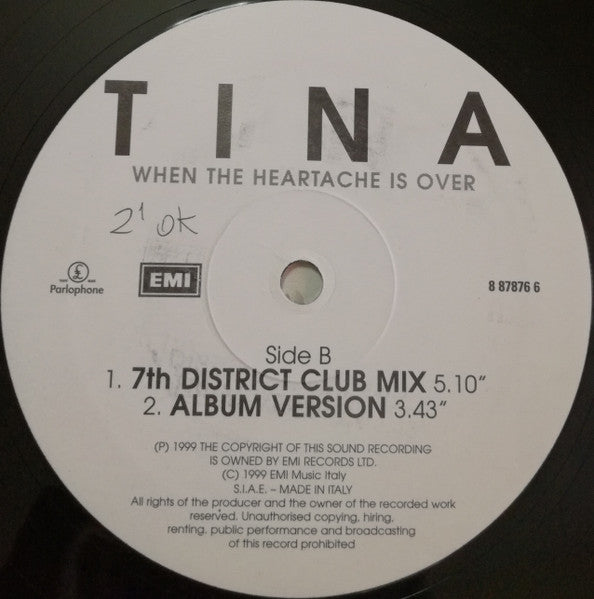 TINA
WHEN THE HEARTACHE IS OVER
2' OK
£
Parlophone
EMI
8 87876 6
Side B
1. 7th DISTRICT CLUB MIX 5.10"
2. ALBUM VERSION 3.43"
(P) 1999 THE COPYRIGHT OF THIS SOUND RECORDING
IS OWNED BY EMI RECORDS LTD.
(C) 1999 EMI Music Italy
S.I.A.E. – MADE IN ITALY
All rights of the producer and the owner of the recorded work
reserved. Unauthorised copying, hiring,
renting, public performance and broadcasting
of this record prohibited